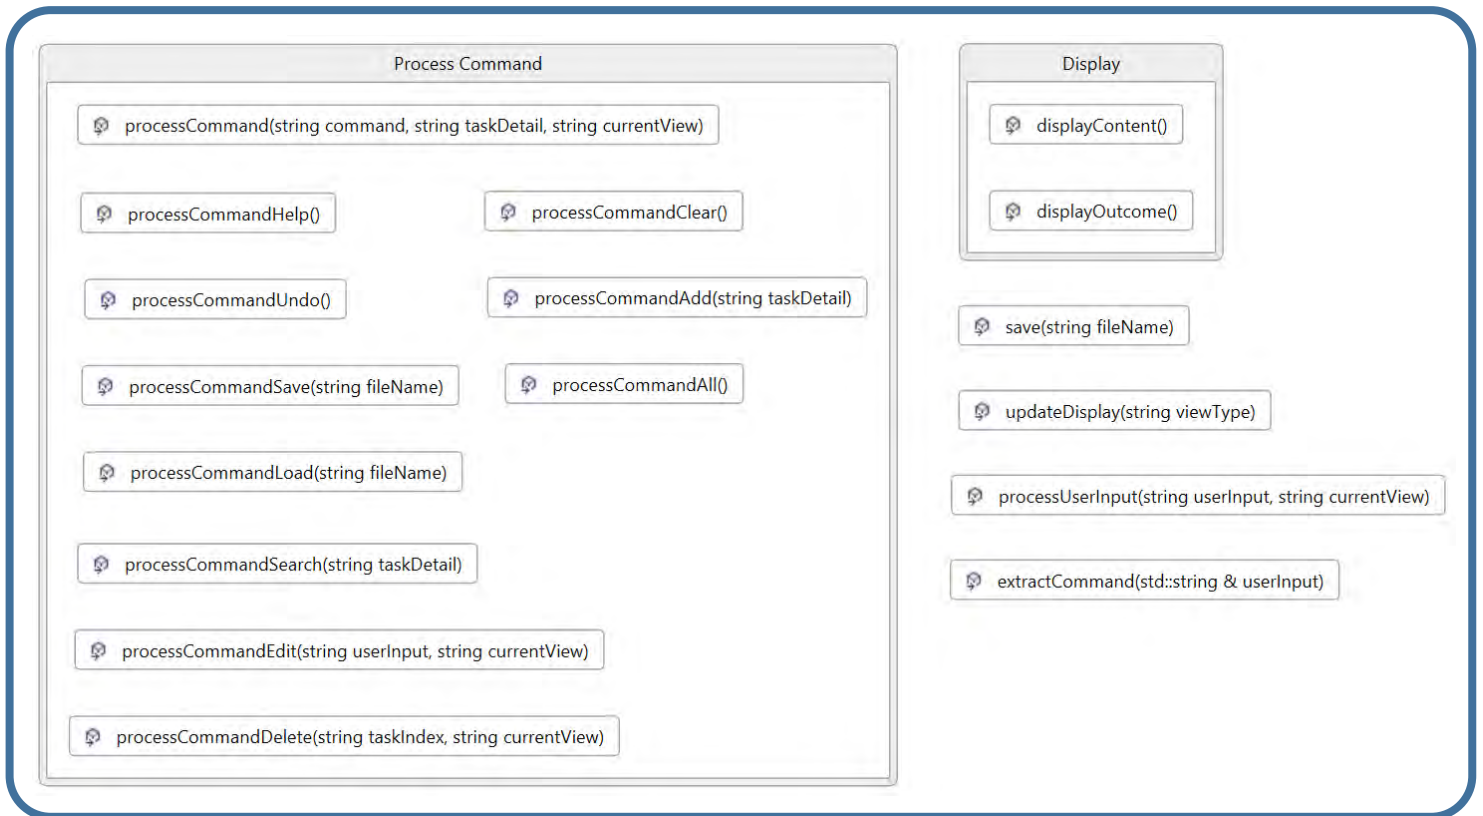 Process Command
processCommand(string command, string taskDetail, string currentView)
processCommandHelp()
processCommandClear()
processCommandUndo()
processCommandAdd(string taskDetail)
processCommandSave(string fileName)
processCommandAll()
processCommandLoad(string fileName)
processCommandSearch(string taskDetail)
processCommandEdit(string userInput, string currentView)
processCommandDelete(string taskIndex, string currentView)
Display
displayContent()
displayOutcome()
save(string fileName)
updateDisplay(string viewType)
processUserInput(string userInput, string currentView)
extractCommand(std::string & userInput)